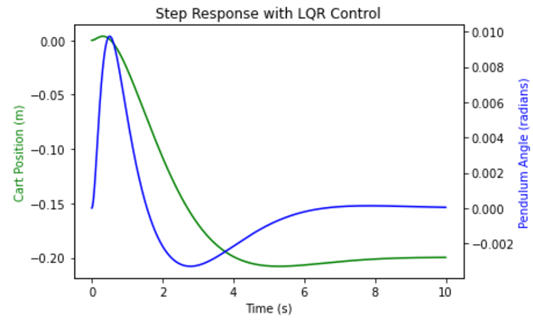 Step Response with LQR Control
0.00
−0.05
−0.10
−0.15
−0.20
Cart Position (m)
0.010
0.008
0.006
0.004
0.002
0.000
−0.002
Pendulum Angle (radians)
0 2 4 6 8 10
Time (s)